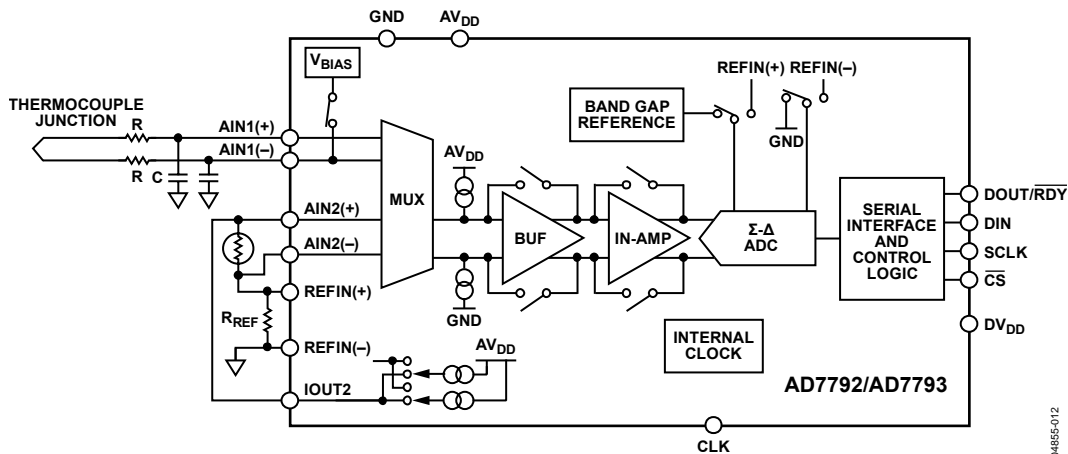 GND
AVDD
VBIAS
REFIN(+) REFIN(–)
THERMOCOUPLE
JUNCTION
R
AIN1(+)
AIN1(–)
R
C
BAND GAP
REFERENCE
GND
AVDD
MUX
BUF
IN-AMP
Σ-Δ
ADC
SERIAL
INTERFACE
AND
CONTROL
LOGIC
DOUT/RDY
DIN
SCLK
CS
DVDD
AIN2(+)
AIN2(–)
REFIN(+)
RREF
REFIN(–)
IOUT2
GND
AVDD
INTERNAL
CLOCK
AD7792/AD7793
CLK
04855-012